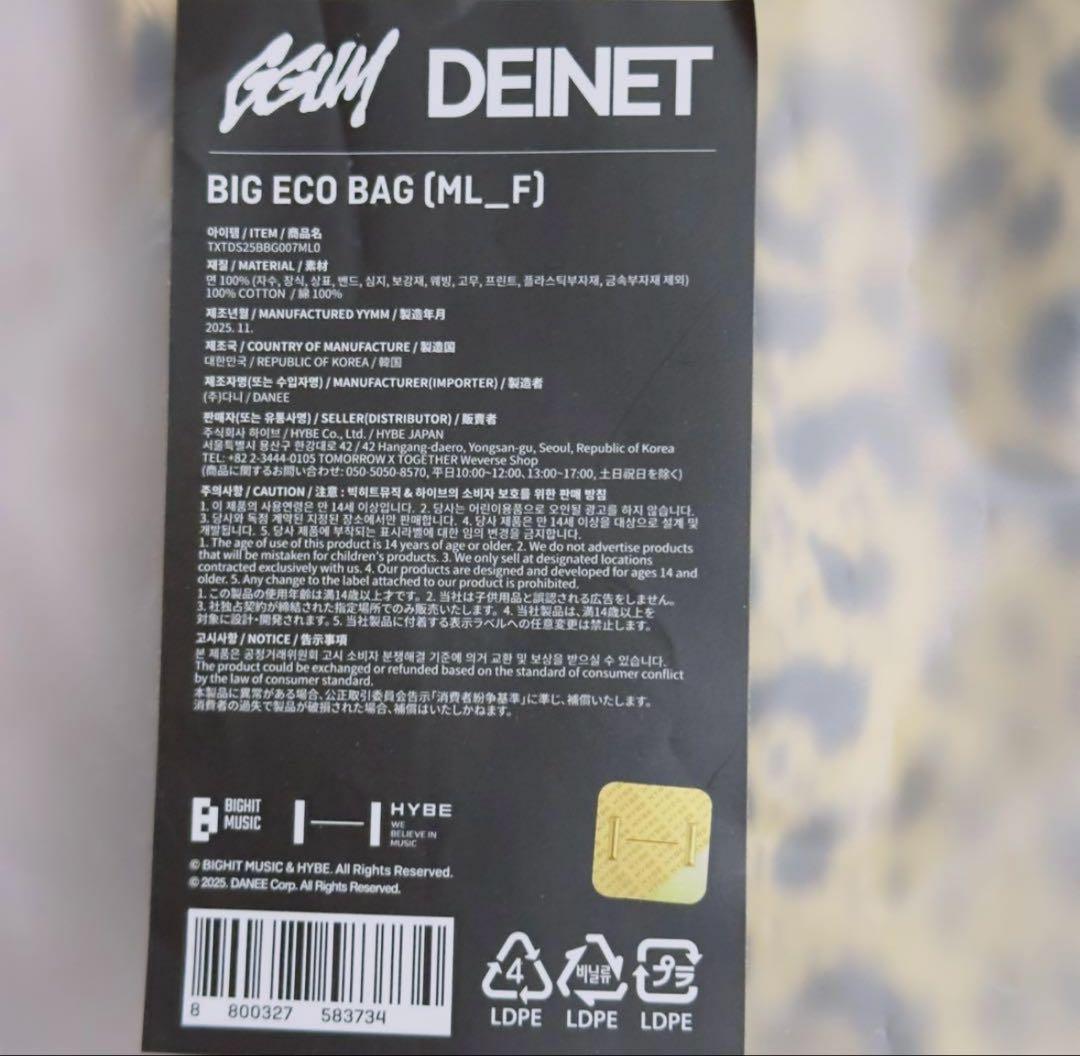 GGUM DEINET
BIG ECO BAG (ML_F)
아이템 / ITEM / 商品名
TXTDS25BBG007ML0
재질 / MATERIAL / 素材
면 100% (자수, 장식, 상표, 밴드, 심지, 보강재, 웨빙, 고무, 프린트, 플라스틱부자재, 금속부자재 제외)
100% COTTON / 綿 100%
제조년월 / MANUFACTURED YYMM / 製造年月
2025. 11.
제조국 / COUNTRY OF MANUFACTURE / 製造国
대한민국 / REPUBLIC OF KOREA / 韓国
제조자명(또는 수입자명) / MANUFACTURER(IMPORTER) / 製造者
(주)다니 / DANEE
판매자(또는 유통사명) / SELLER(DISTRIBUTOR) / 販売者
주식회사 하이브 / HYBE Co., Ltd. / HYBE JAPAN
서울특별시 용산구 한강대로 42 / 42 Hangang-daero, Yongsan-gu, Seoul, Republic of Korea
TEL: +82 2-3444-0105 TOMORROW X TOGETHER Weverse Shop
(商品に関するお問い合わせ: 050-5050-8570, 平日10:00~12:00、13:00~17:00, 土日祝日を除く)
주의사항 / CAUTION / 注意 : 빅히트뮤직 & 하이브의 소비자 보호를 위한 판매 방침
1. 이 제품의 사용연령은 만 14세 이상입니다. 2. 당사는 어린이용품으로 오인될 광고를 하지 않습니다.
3. 당사와 독점 계약된 지정된 장소에서만 판매합니다. 4. 당사 제품은 만 14세 이상을 대상으로 설계 및
개발됩니다. 5. 당사 제품에 부착되는 표시라벨에 대한 임의 변경을 금지합니다.
1. The age of use of this product is 14 years of age or older. 2. We do not advertise products
that will be mistaken for children's products. 3. We only sell at designated locations
contracted exclusively with us. 4. Our products are designed and developed for ages 14 and
older. 5. Any change to the label attached to our product is prohibited.
1. この製品の使用年齢は満14歳以上才です。2. 当社は子供用品と誤認される広告をしません。
3. 社独占契約が締結された指定場所でのみ販売いたします。4. 当社製品は、満14歳以上を
対象に設計・開発されます。5. 当社製品に付着する表示ラベルへの任意変更は禁止します。
고시사항 / NOTICE / 告示事項
본 제품은 공정거래위원회 고시 소비자 분쟁해결 기준에 의거 교환 및 보상을 받으실 수 있습니다.
The product could be exchanged or refunded based on the standard of consumer conflict
by the law of consumer standard.
本製品に異常がある場合、公正取引委員会告示「消費者紛争基準」に準じ、補償いたします。
消費者の過失で製品が破損された場合、補償はいたしかねます。
BIGHIT
MUSIC
HYBE
WE
BELIEVE IN
MUSIC
© BIGHIT MUSIC & HYBE. All Rights Reserved.
© 2025. DANEE Corp. All Rights Reserved.
8 800327 583734
4 비닐류 プラ
LDPE LDPE LDPE